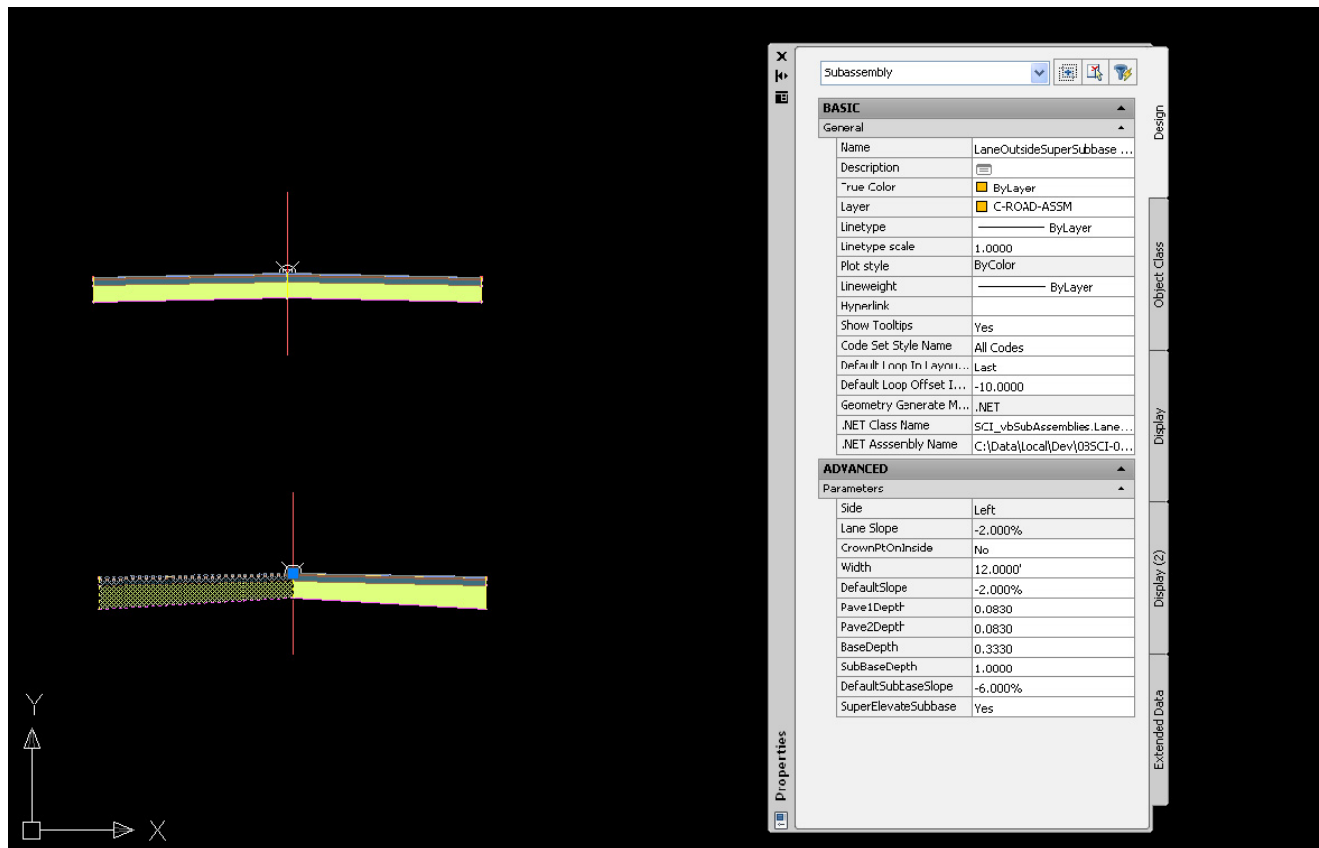 Subassembly
BASIC
General
Name LaneOutsideSuperSubbase ...
Description
True Color ByLayer
Layer C-ROAD-ASSM
Linetype ByLayer
Linetype scale 1.0000
Plot style ByColor
Lineweight ByLayer
Hyperlink
Show Tooltips Yes
Code Set Style Name All Codes
Default Loop In Layou... Last
Default Loop Offset I... -10.0000
Geometry Generate M... .NET
.NET Class Name SCI_vbSubAssemblies.Lane...
.NET Asssembly Name C:\Data\Local\Dev\03SCI-0...
ADVANCED
Parameters
Side Left
Lane Slope -2.000%
CrownPtOnInside No
Width 12.0000'
DefaultSlope -2.000%
Pave1Depth 0.0830
Pave2Depth 0.0830
BaseDepth 0.3330
SubBaseDepth 1.0000
DefaultSubbaseSlope -6.000%
SuperElevateSubbase Yes
Design
Object Class
Display
Display (2)
Extended Data
Properties
Y
X